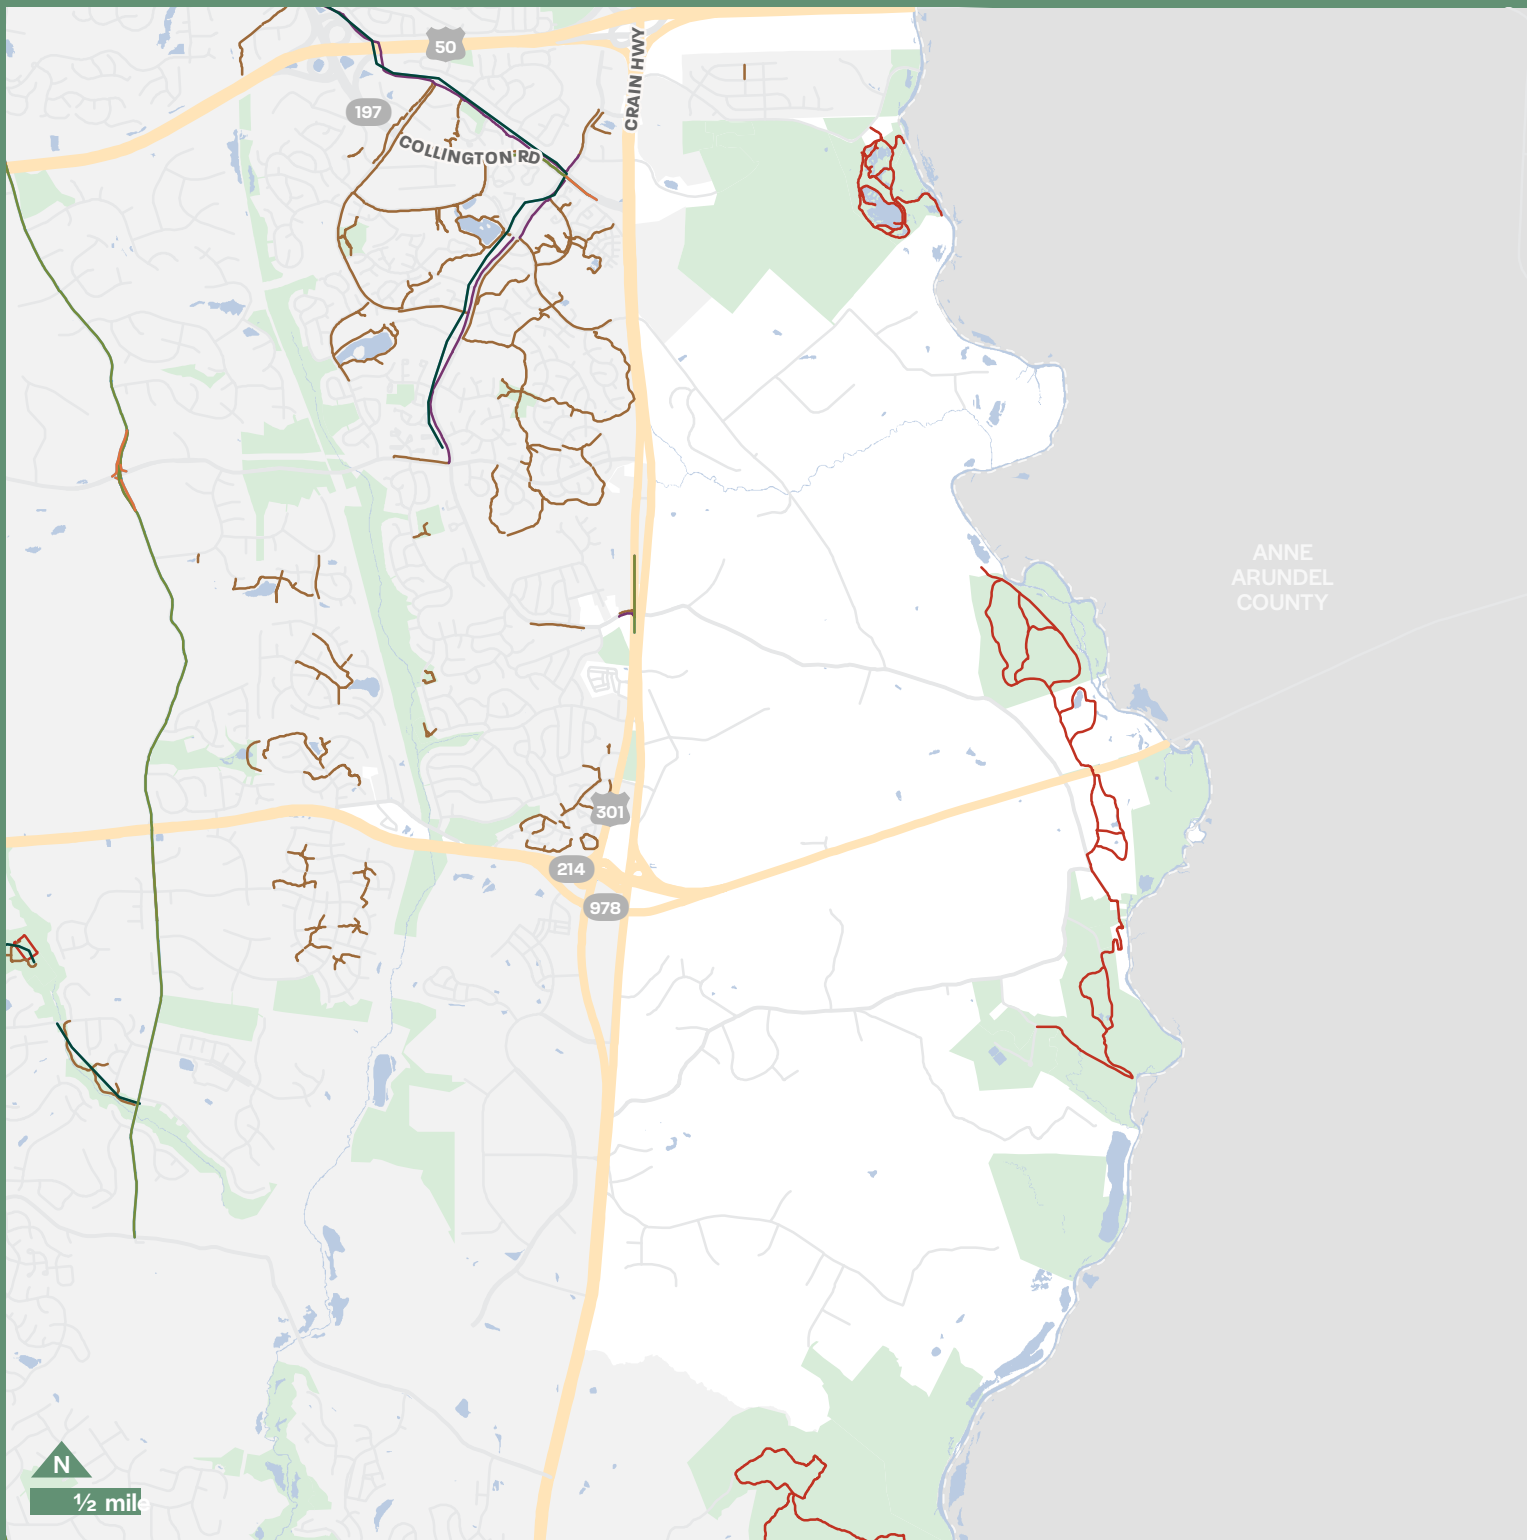 50
CRAIN HWY
197
COLLINGTON RD
ANNE
ARUNDEL
COUNTY
301
214
978
N
½ mile